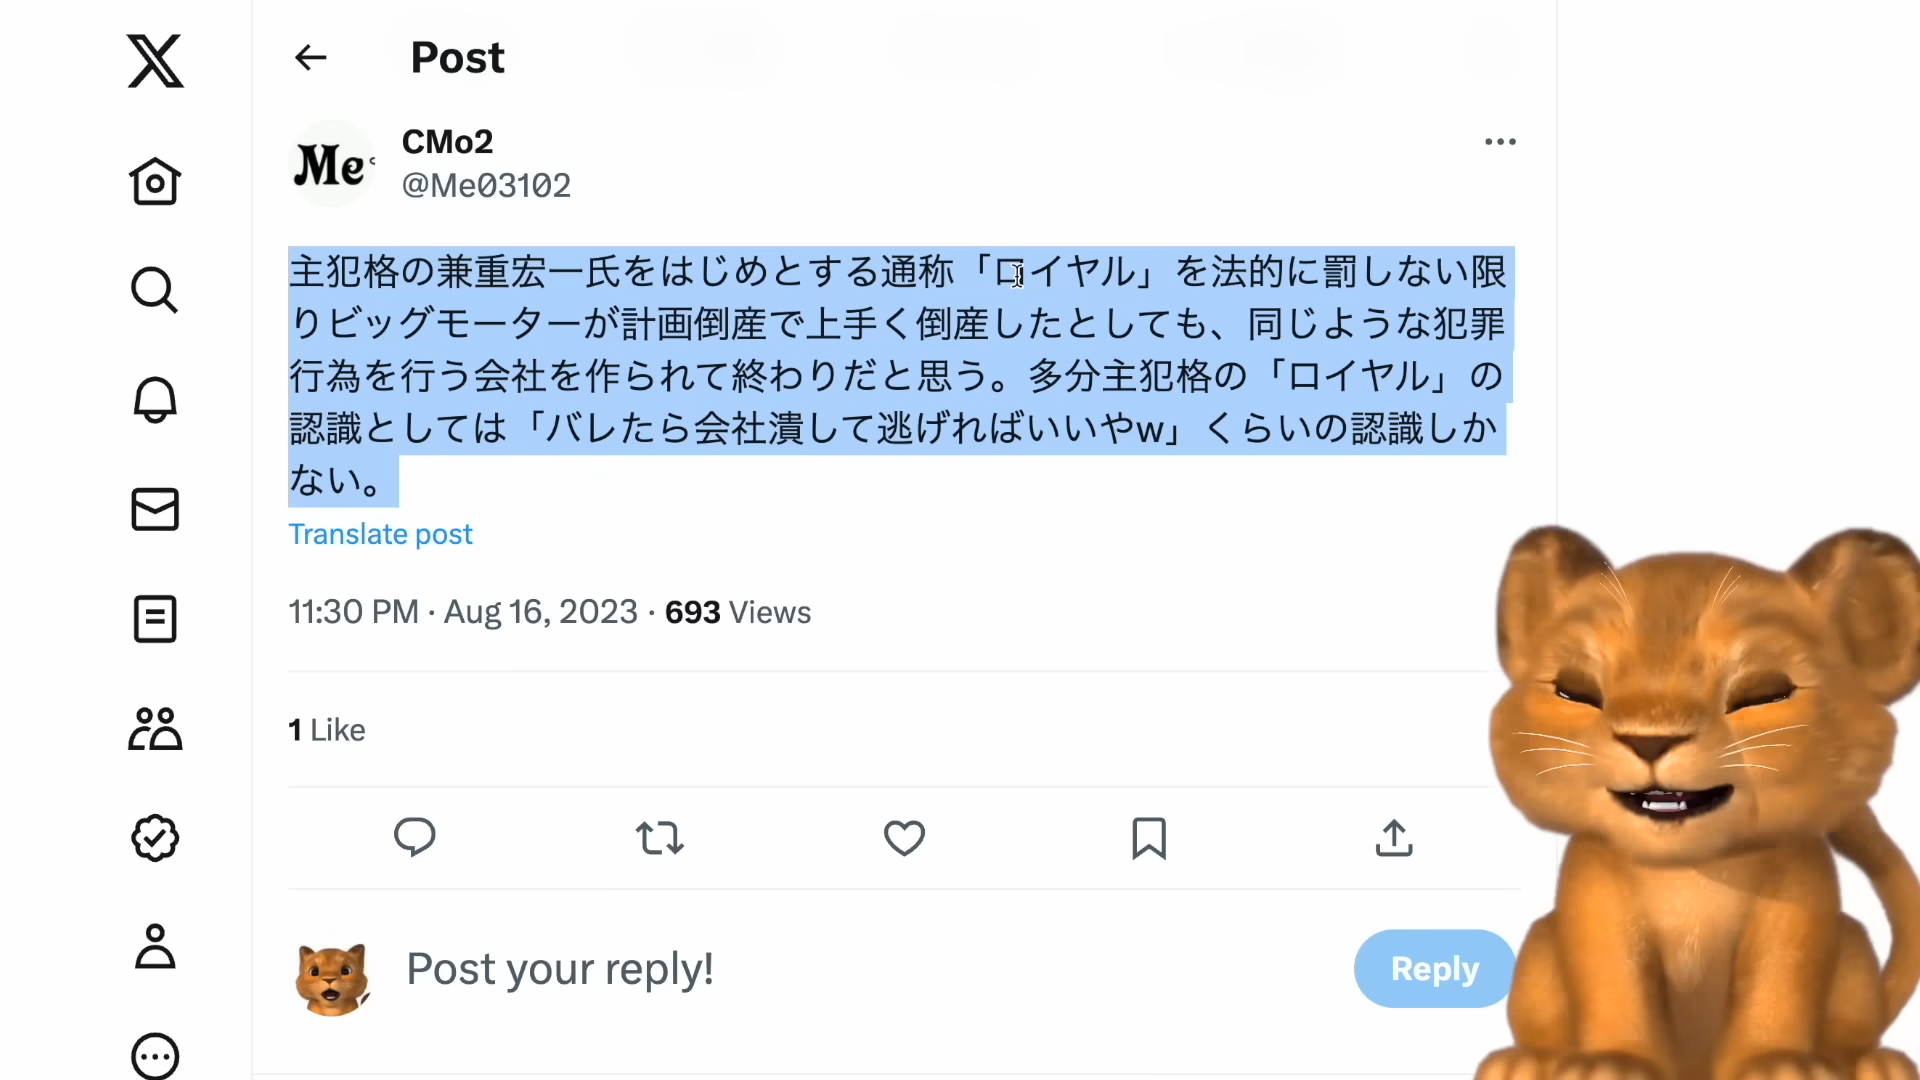 Post
Me
CMo2
@Me03102
主犯格の兼重宏一氏をはじめとする通称「ロイヤル」を法的に罰しない限
りビッグモーターが計画倒産で上手く倒産したとしても、同じような犯罪
行為を行う会社を作られて終わりだと思う。多分主犯格の「ロイヤル」の
認識としては「バレたら会社潰して逃げればいいやw」くらいの認識しか
ない。
Translate post
11:30 PM · Aug 16, 2023 · 693 Views
1 Like
Post your reply!
Reply